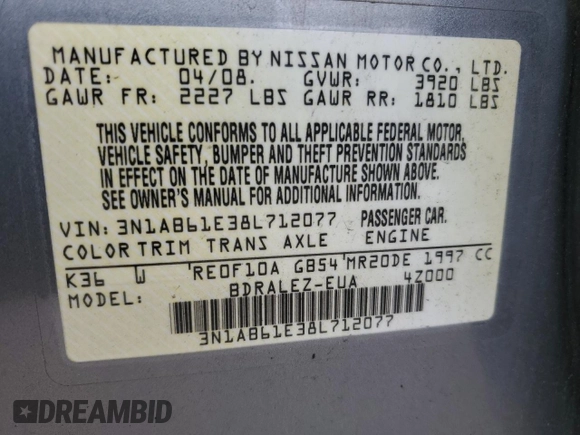 MANUFACTURED BY NISSAN MOTOR CO., LTD.
DATE: 04/08. GVWR: 3920 LBS
GAWR FR: 2227 LBS GAWR RR: 1810 LBS
THIS VEHICLE CONFORMS TO ALL APPLICABLE FEDERAL MOTOR,
VEHICLE SAFETY, BUMPER AND THEFT PREVENTION STANDARDS
IN EFFECT ON THE DATE OF MANUFACTURE SHOWN ABOVE.
SEE OWNER'S MANUAL FOR ADDITIONAL INFORMATION.
VIN: 3N1AB61E38L712077 PASSENGER CAR.
COLOR TRIM TRANS AXLE ENGINE
K36 W RE0F10A GB54 MR20DE 1997 CC
MODEL: BDRALEZ-EUA 4Z000
3N1AB61E38L712077
DREAMBID